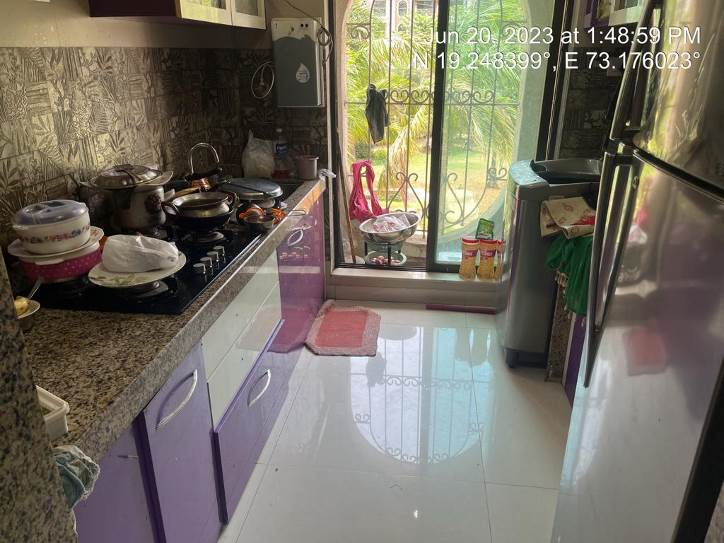 Jun 20, 2023 at 1:48:59 PM
N 19.248399°, E 73.176023°